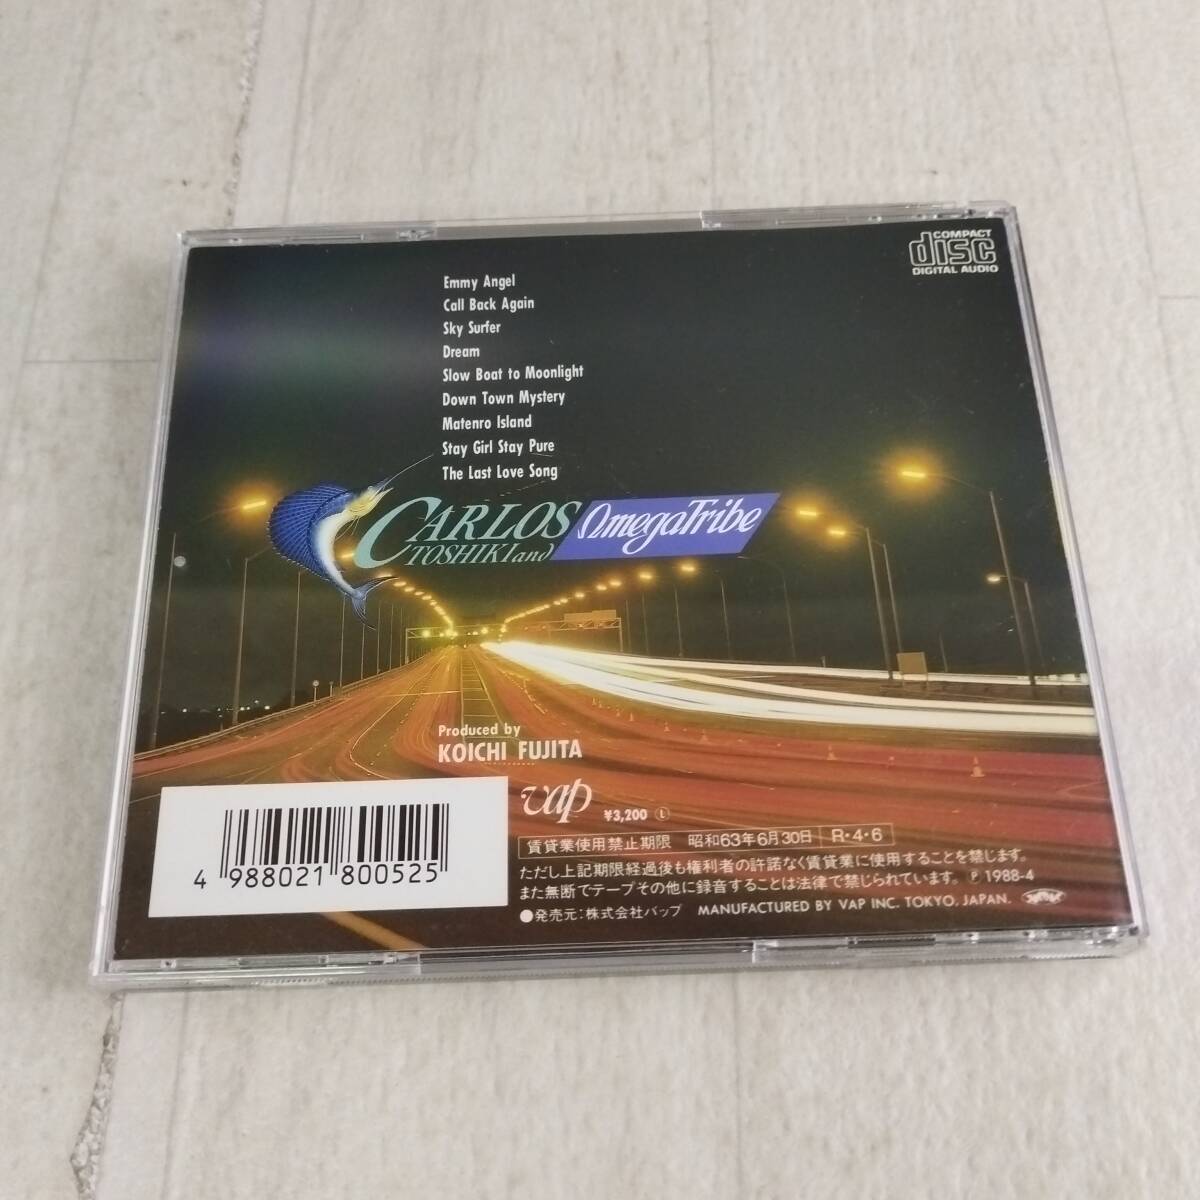 COMPACT
disc
DIGITAL AUDIO
Emmy Angel
Call Back Again
Sky Surfer
Dream
Slow Boat to Moonlight
Down Town Mystery
Matenro Island
Stay Girl Stay Pure
The Last Love Song
CARLOS
TOSHIKI and
ΩmegaTribe
Produced by
KOICHI FUJITA
vap ¥3,200 Ⓛ
賃貸業使用禁止期限 昭和63年6月30日 R・4・6
ただし上記期限経過後も権利者の許諾なく賃貸業に使用することを禁じます。
また無断でテープその他に録音することは法律で禁じられています。 Ⓟ 1988-4
●発売元:株式会社バップ MANUFACTURED BY VAP INC. TOKYO, JAPAN.
4 988021 800525